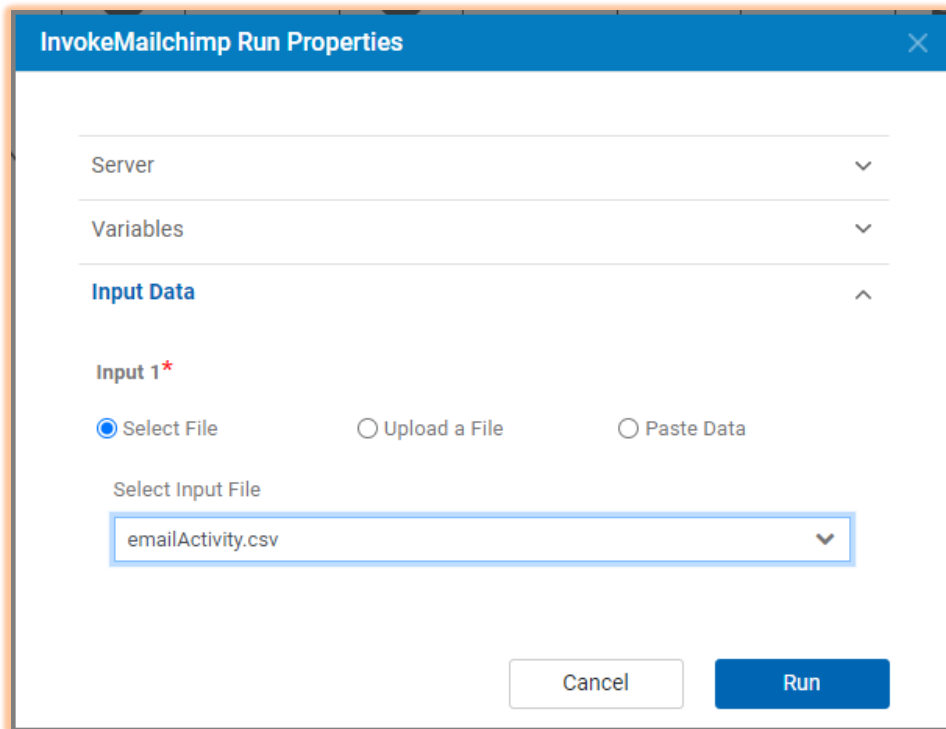 InvokeMailchimp Run Properties
Server
Variables
Input Data
Input 1*
Select File Upload a File Paste Data
Select Input File
emailActivity.csv
Cancel Run